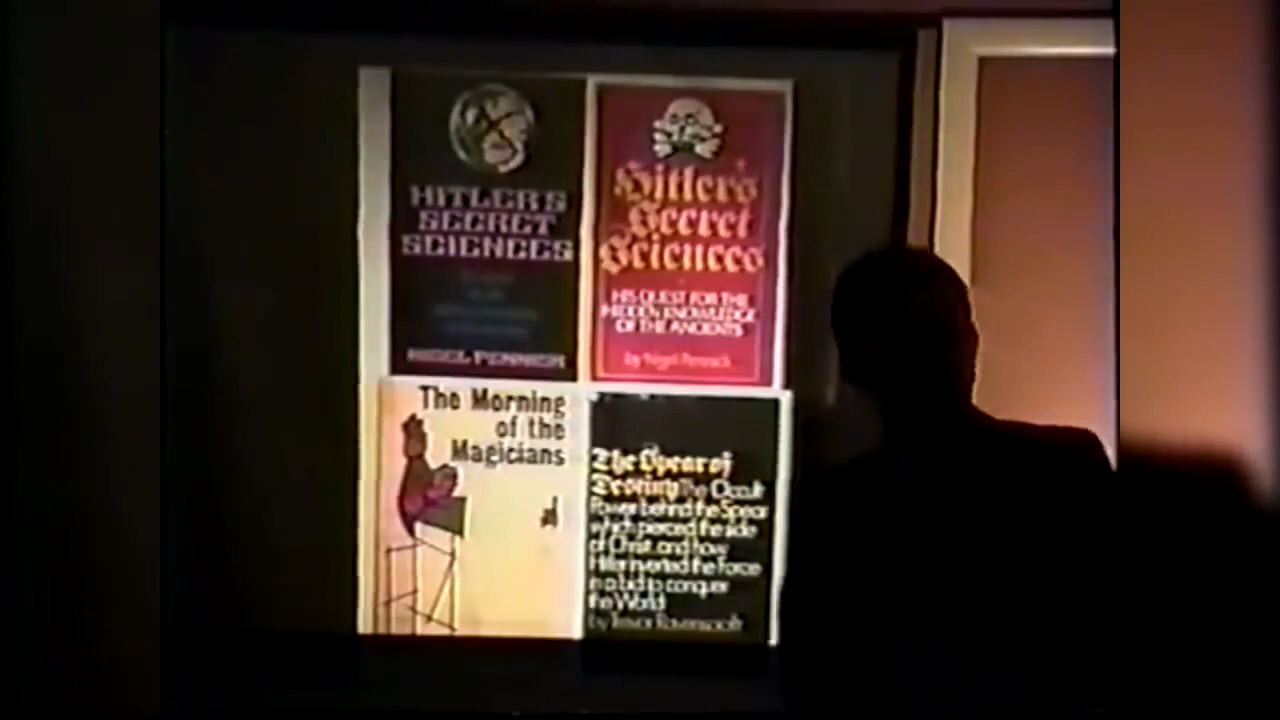 HITLER'S
SECRET
SCIENCES
NIGEL PENNICK
Hitler's
Secret
Sciences
HIS QUEST FOR THE
HIDDEN KNOWLEDGE
OF THE ANCIENTS
by Nigel Pennick
The Morning
of the
Magicians
The Spear of
Destiny The Occult
Power behind the Spear
which pierced the side
of Christ, and how
Hitler inverted the Force
in a bid to conquer
the World
by Trevor Ravenscroft